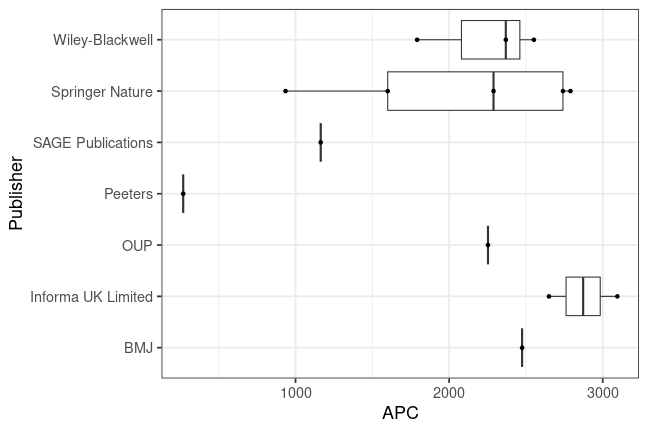 Publisher
Wiley-Blackwell
Springer Nature
SAGE Publications
Peeters
OUP
Informa UK Limited
BMJ
1000 2000 3000
APC